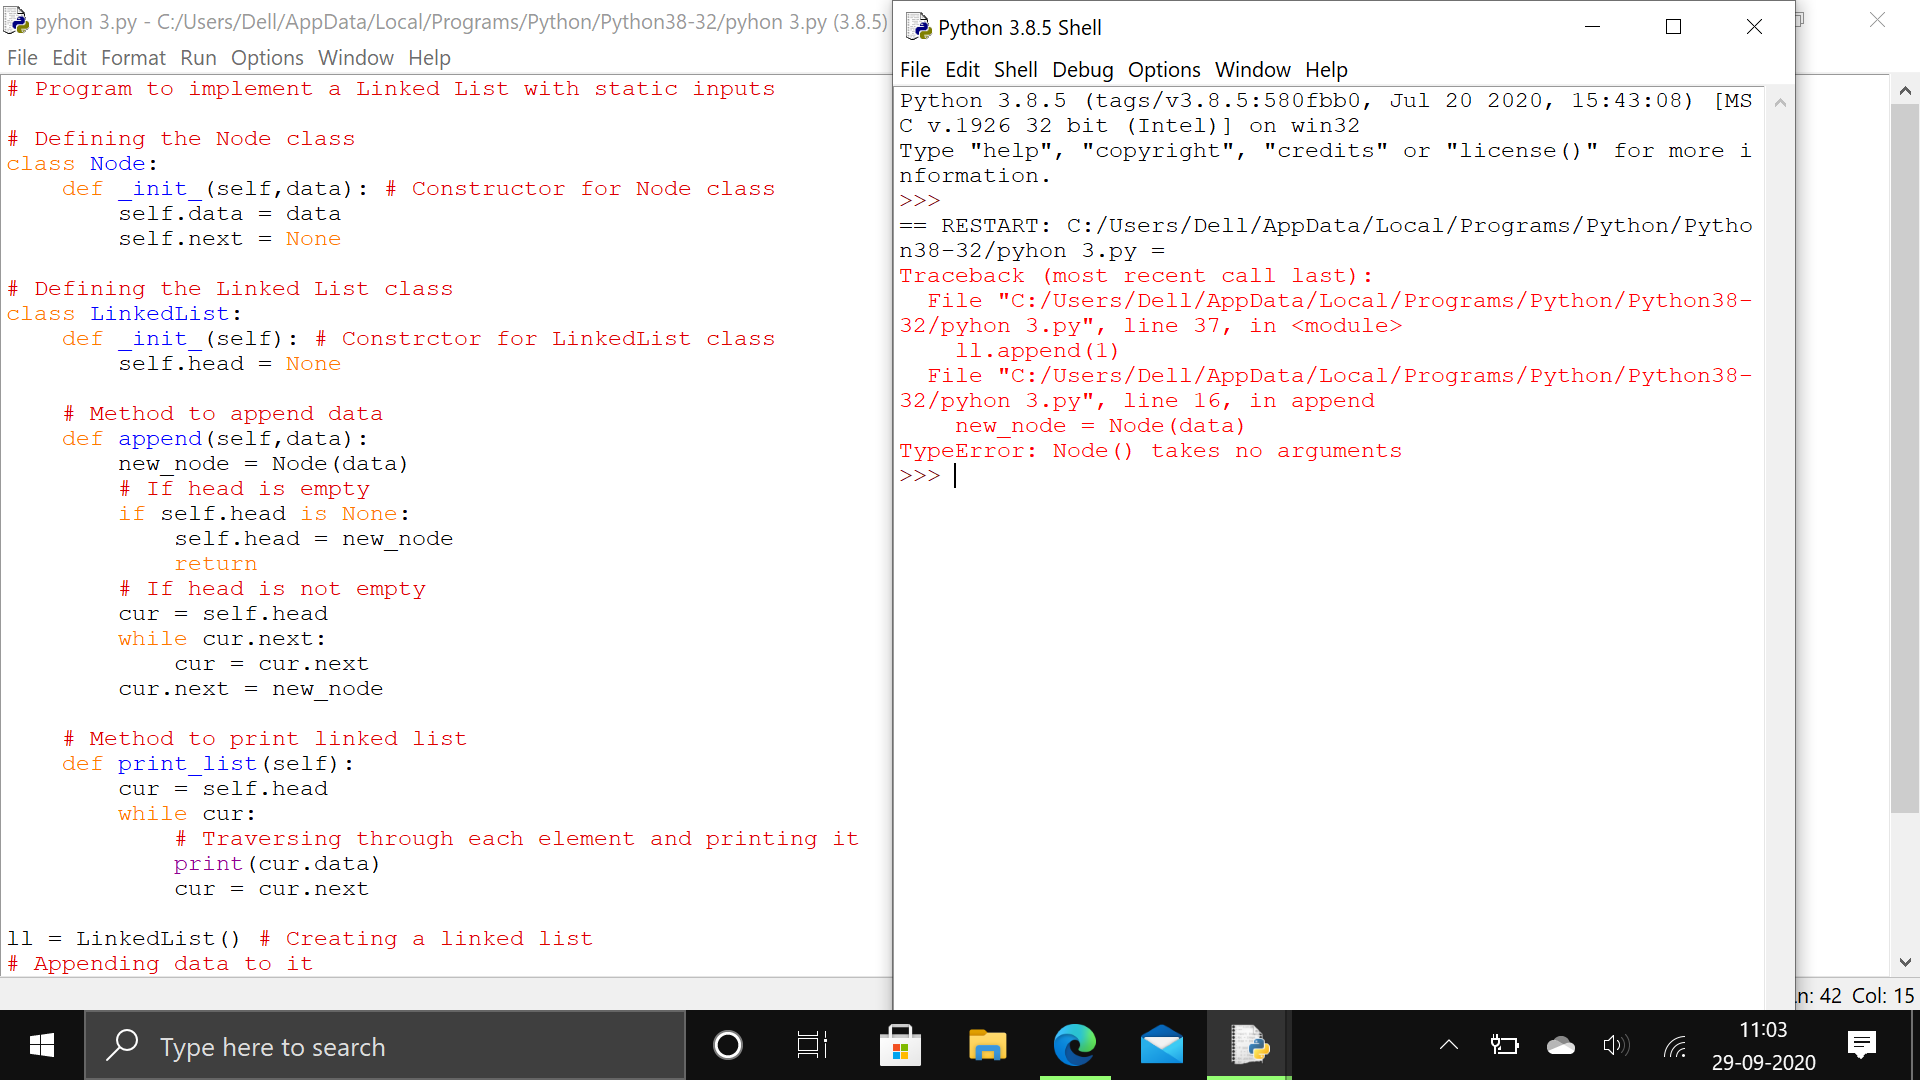 pyhon 3.py - C:/Users/Dell/AppData/Local/Programs/Python/Python38-32/pyhon 3.py (3.8.5)
File Edit Format Run Options Window Help
# Program to implement a Linked List with static inputs
# Defining the Node class
class Node:
    def _init_(self,data): # Constructor for Node class
        self.data = data
        self.next = None
# Defining the Linked List class
class LinkedList:
    def _init_(self): # Constrctor for LinkedList class
        self.head = None
    # Method to append data
    def append(self,data):
        new_node = Node(data)
        # If head is empty
        if self.head is None:
            self.head = new_node
            return
        # If head is not empty
        cur = self.head
        while cur.next:
            cur = cur.next
        cur.next = new_node
    # Method to print linked list
    def print_list(self):
        cur = self.head
        while cur:
            # Traversing through each element and printing it
            print(cur.data)
            cur = cur.next
ll = LinkedList() # Creating a linked list
# Appending data to it
Python 3.8.5 Shell
File Edit Shell Debug Options Window Help
Python 3.8.5 (tags/v3.8.5:580fbb0, Jul 20 2020, 15:43:08) [MS
C v.1926 32 bit (Intel)] on win32
Type "help", "copyright", "credits" or "license()" for more i
nformation.
>>>
== RESTART: C:/Users/Dell/AppData/Local/Programs/Python/Pytho
n38-32/pyhon 3.py =
Traceback (most recent call last):
  File "C:/Users/Dell/AppData/Local/Programs/Python/Python38-
32/pyhon 3.py", line 37, in <module>
    ll.append(1)
  File "C:/Users/Dell/AppData/Local/Programs/Python/Python38-
32/pyhon 3.py", line 16, in append
    new_node = Node(data)
TypeError: Node() takes no arguments
>>>
n: 42 Col: 15
Type here to search
11:03
29-09-2020